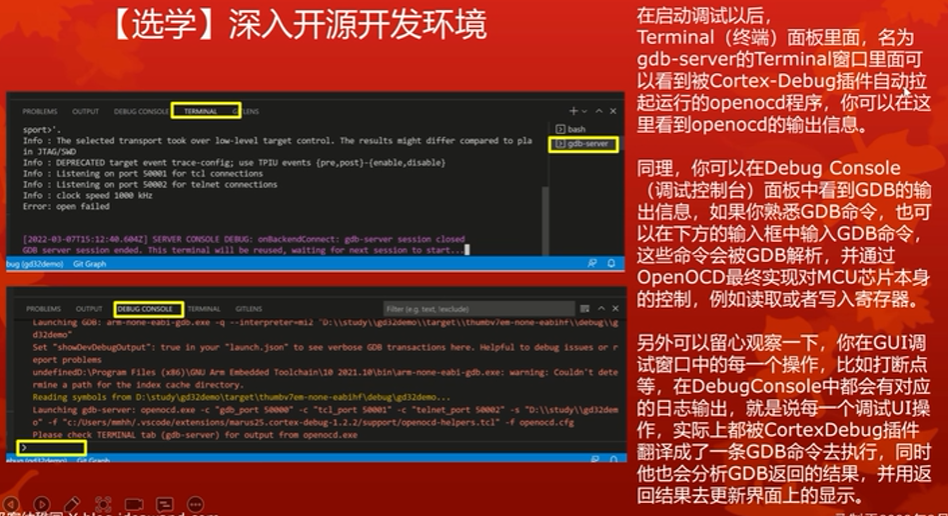 【选学】深入开源开发环境
PROBLEMS OUTPUT DEBUG CONSOLE TERMINAL GITLENS
sport>'.
Info : The selected transport took over low-level target control. The results might differ compared to pla
in JTAG/SWD
Info : DEPRECATED target event trace-config; use TPIU events {pre,post}-{enable,disable}
Info : Listening on port 50001 for tcl connections
Info : Listening on port 50002 for telnet connections
Info : clock speed 1000 kHz
Error: open failed
[2022-03-07T15:12:40.604Z] SERVER CONSOLE DEBUG: onBackendConnect: gdb-server session closed
GDB server session ended. This terminal will be reused, waiting for next session to start...
bash
gdb-server
bug (gd32demo) Git Graph
PROBLEMS OUTPUT DEBUG CONSOLE TERMINAL GITLENS
Filter (e.g. text, !exclude)
Launching GDB: arm-none-eabi-gdb.exe -q --interpreter=mi2 "D:\\study\\gd32demo\\target\\thumbv7em-none-eabihf\\debug\\g
d32demo"
Set "showDevDebugOutput": true in your "launch.json" to see verbose GDB transactions here. Helpful to debug issues or r
eport problems
undefinedD:\Program Files (x86)\GNU Arm Embedded Toolchain\10 2021.10\bin\arm-none-eabi-gdb.exe: warning: Couldn't dete
rmine a path for the index cache directory.
Reading symbols from D:\study\gd32demo\target\thumbv7em-none-eabihf\debug\gd32demo...
Launching gdb-server: openocd.exe -c "gdb_port 50000" -c "tcl_port 50001" -c "telnet_port 50002" -s "D:\\study\\gd32dem
o" -f "c:/Users/mmhh/.vscode/extensions/marus25.cortex-debug-1.2.2/support/openocd-helpers.tcl" -f openocd.cfg
Please check TERMINAL tab (gdb-server) for output from openocd.exe
bug (gd32demo) Git Graph
在启动调试以后，
Terminal（终端）面板里面，名为
gdb-server的Terminal窗口里面可
以看到被Cortex-Debug插件自动拉
起运行的openocd程序，你可以在这
里看到openocd的输出信息。
同理，你可以在Debug Console
（调试控制台）面板中看到GDB的输
出信息，如果你熟悉GDB命令，也可
以在下方的输入框中输入GDB命令，
这些命令会被GDB解析，并通过
OpenOCD最终实现对MCU芯片本身
的控制，例如读取或者写入寄存器。
另外可以留心观察一下，你在GUI调
试窗口中的每一个操作，比如打断点
等，在DebugConsole中都会有对应
的日志输出，就是说每一个调试UI操
作，实际上都被CortexDebug插件
翻译成了一条GDB命令去执行，同时
他也会分析GDB返回的结果，并用返
回结果去更新界面上的显示。